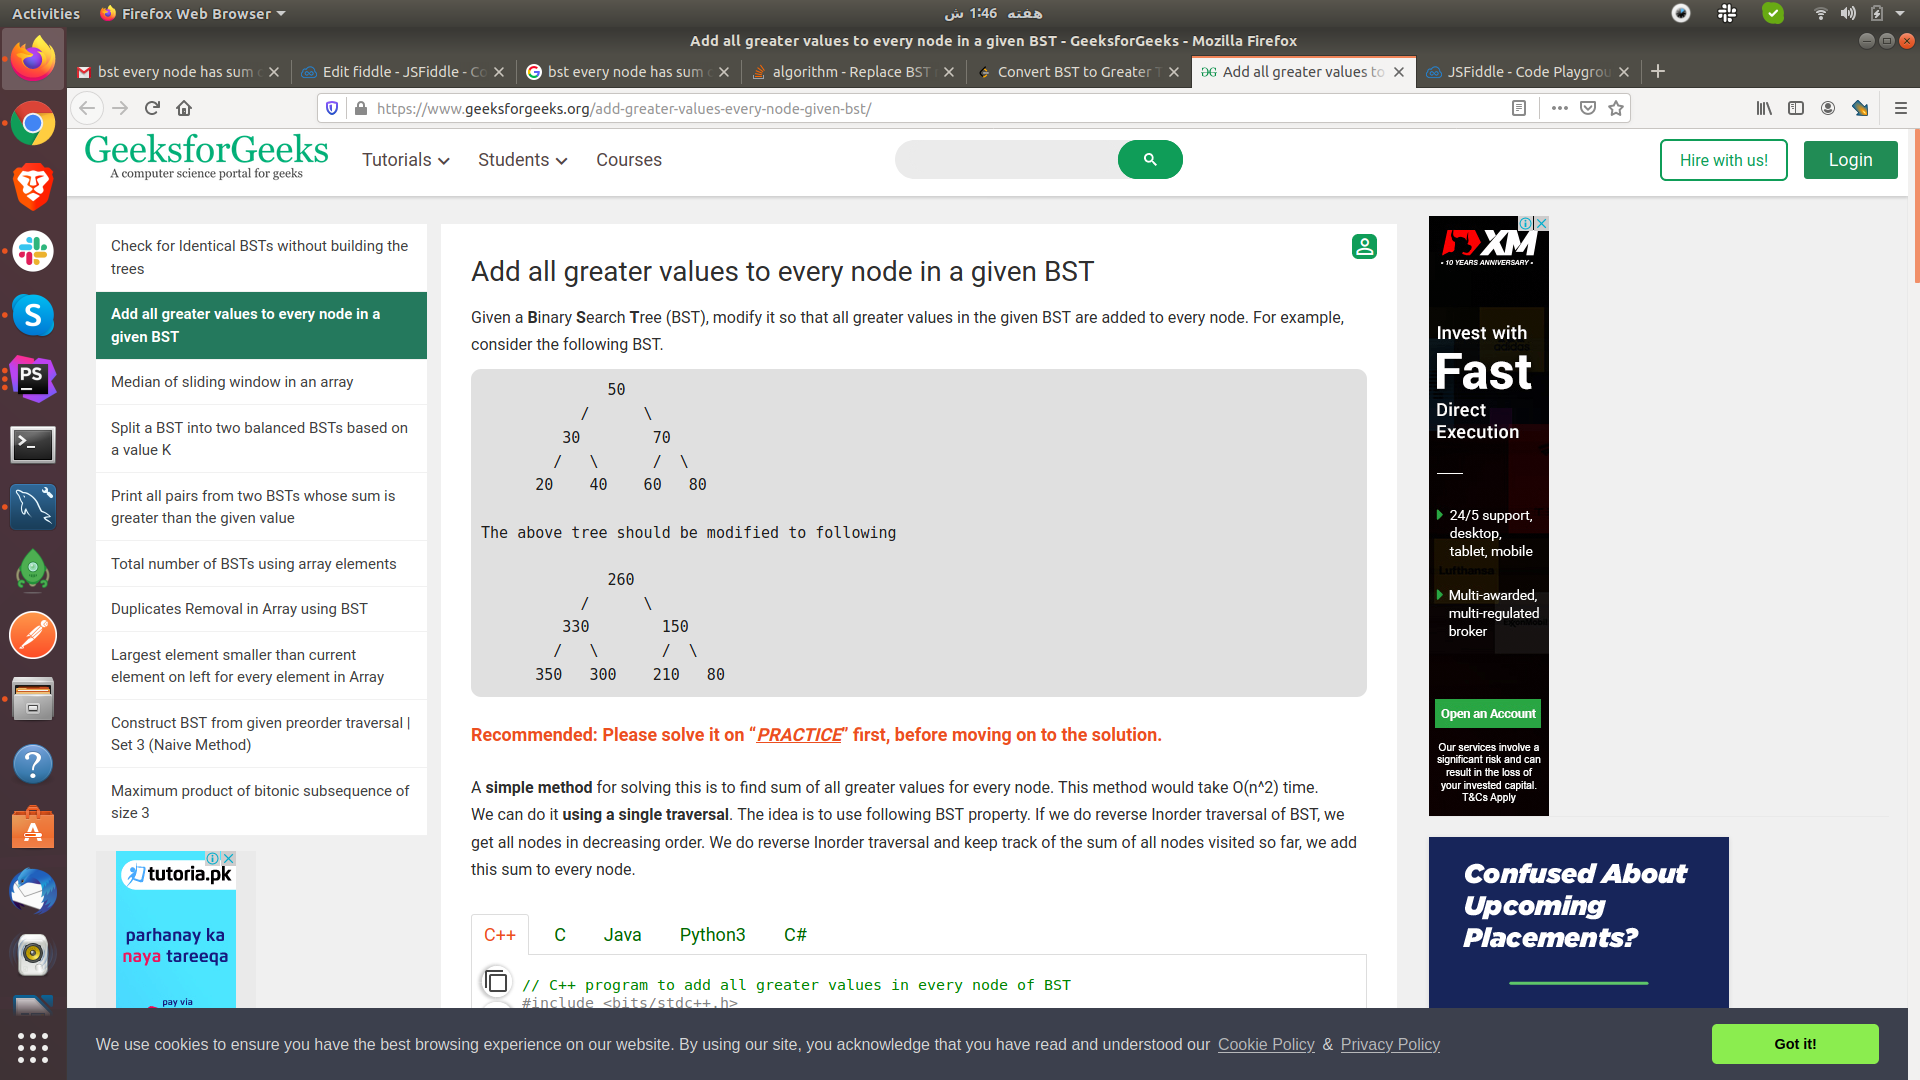 Activities
Firefox Web Browser
هفته 1:46 ش
Add all greater values to every node in a given BST - GeeksforGeeks - Mozilla Firefox
bst every node has sum
Edit fiddle - JSFiddle - Co
bst every node has sum
algorithm - Replace BST
Convert BST to Greater T
Add all greater values to
JSFiddle - Code Playgrou
https://www.geeksforgeeks.org/add-greater-values-every-node-given-bst/
GeeksforGeeks
A computer science portal for geeks
Tutorials
Students
Courses
Hire with us!
Login
Check for Identical BSTs without building the
trees
Add all greater values to every node in a
given BST
Median of sliding window in an array
Split a BST into two balanced BSTs based on
a value K
Print all pairs from two BSTs whose sum is
greater than the given value
Total number of BSTs using array elements
Duplicates Removal in Array using BST
Largest element smaller than current
element on left for every element in Array
Construct BST from given preorder traversal |
Set 3 (Naive Method)
Maximum product of bitonic subsequence of
size 3
tutoria.pk
parhanay ka
naya tareeqa
pay via
Add all greater values to every node in a given BST
Given a Binary Search Tree (BST), modify it so that all greater values in the given BST are added to every node. For example,
consider the following BST.
50
/ \
30 70
/ \ / \
20 40 60 80
The above tree should be modified to following
260
/ \
330 150
/ \ / \
350 300 210 80
Recommended: Please solve it on “PRACTICE” first, before moving on to the solution.
A simple method for solving this is to find sum of all greater values for every node. This method would take O(n^2) time.
We can do it using a single traversal. The idea is to use following BST property. If we do reverse Inorder traversal of BST, we
get all nodes in decreasing order. We do reverse Inorder traversal and keep track of the sum of all nodes visited so far, we add
this sum to every node.
C++
C
Java
Python3
C#
// C++ program to add all greater values in every node of BST
#include <bits/stdc++.h>
XM
• 10 YEARS ANNIVERSARY •
Invest with
Fast
Direct
Execution
24/5 support,
desktop,
tablet, mobile
Lufthansa
Multi-awarded,
multi-regulated
broker
Open an Account
Our services involve a
significant risk and can
result in the loss of
your invested capital.
T&Cs Apply
Confused About
Upcoming
Placements?
We use cookies to ensure you have the best browsing experience on our website. By using our site, you acknowledge that you have read and understood our Cookie Policy & Privacy Policy
Got it!
PS